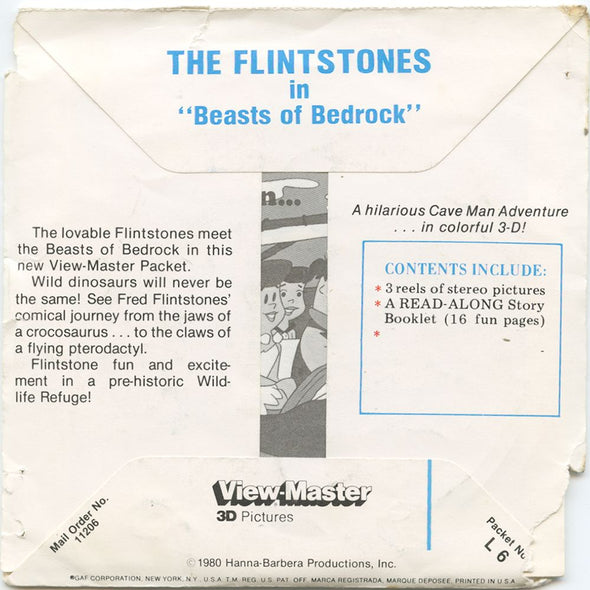 THE FLINTSTONES
in
“Beasts of Bedrock”
n...
The lovable Flintstones meet
the Beasts of Bedrock in this
new View-Master Packet.
Wild dinosaurs will never be
the same! See Fred Flintstones'
comical journey from the jaws of
a crocosaurus . . . to the claws of
a flying pterodactyl.
Flintstone fun and excite-
ment in a pre-historic Wild-
life Refuge!
A hilarious Cave Man Adventure
. . . in colorful 3-D!
CONTENTS INCLUDE:
* 3 reels of stereo pictures
* A READ-ALONG Story
Booklet (16 fun pages)
*
View-Master
3D Pictures
Mail Order No.
11206
Packet No
L 6
© 1980 Hanna-Barbera Productions, Inc.
®GAF CORPORATION, NEW YORK, N.Y., U.S.A. T.M. REG. U.S. PAT. OFF. MARCA REGISTRADA, MARQUE DEPOSEE, PRINTED IN U.S.A.